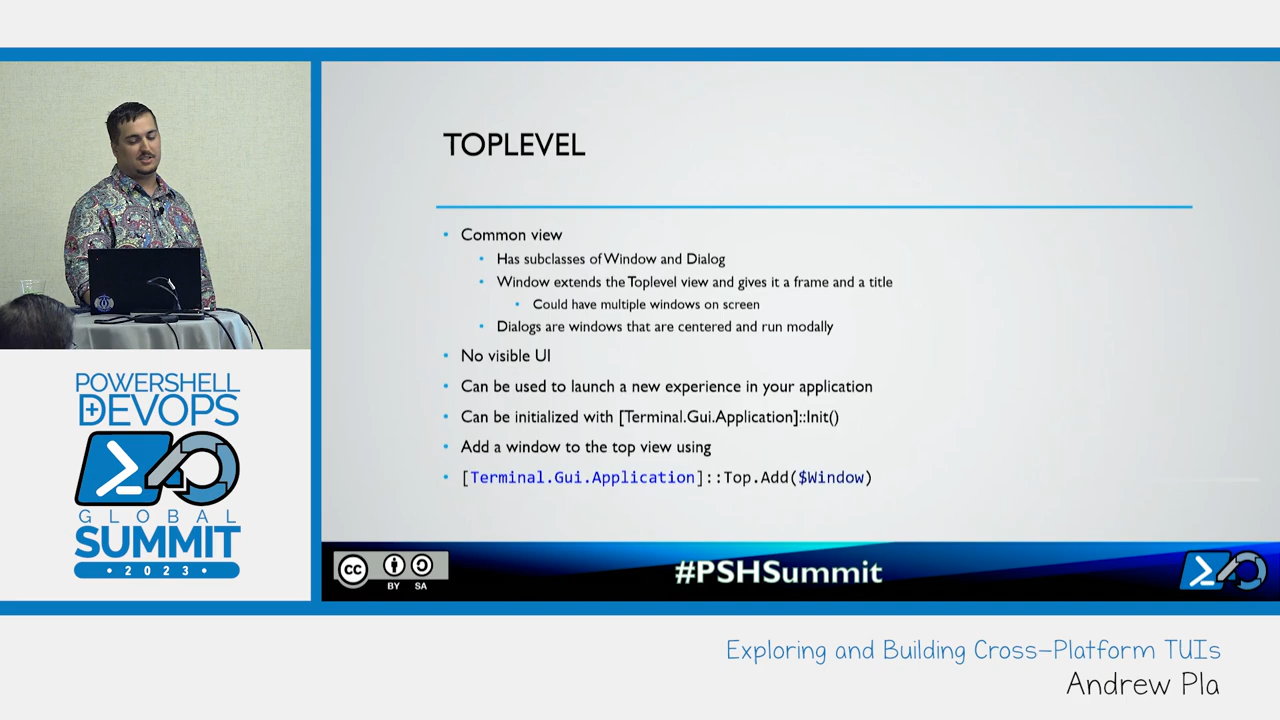 TOPLEVEL
• Common view
• Has subclasses of Window and Dialog
• Window extends the Toplevel view and gives it a frame and a title
• Could have multiple windows on screen
• Dialogs are windows that are centered and run modally
• No visible UI
• Can be used to launch a new experience in your application
• Can be initialized with [Terminal.Gui.Application]::Init()
• Add a window to the top view using
• [Terminal.Gui.Application]::Top.Add($Window)
POWERSHELL
+DEVOPS
GLOBAL
SUMMIT
• 2023 •
cc
BY SA
#PSHSummit
Exploring and Building Cross-Platform TUIs
Andrew Pla